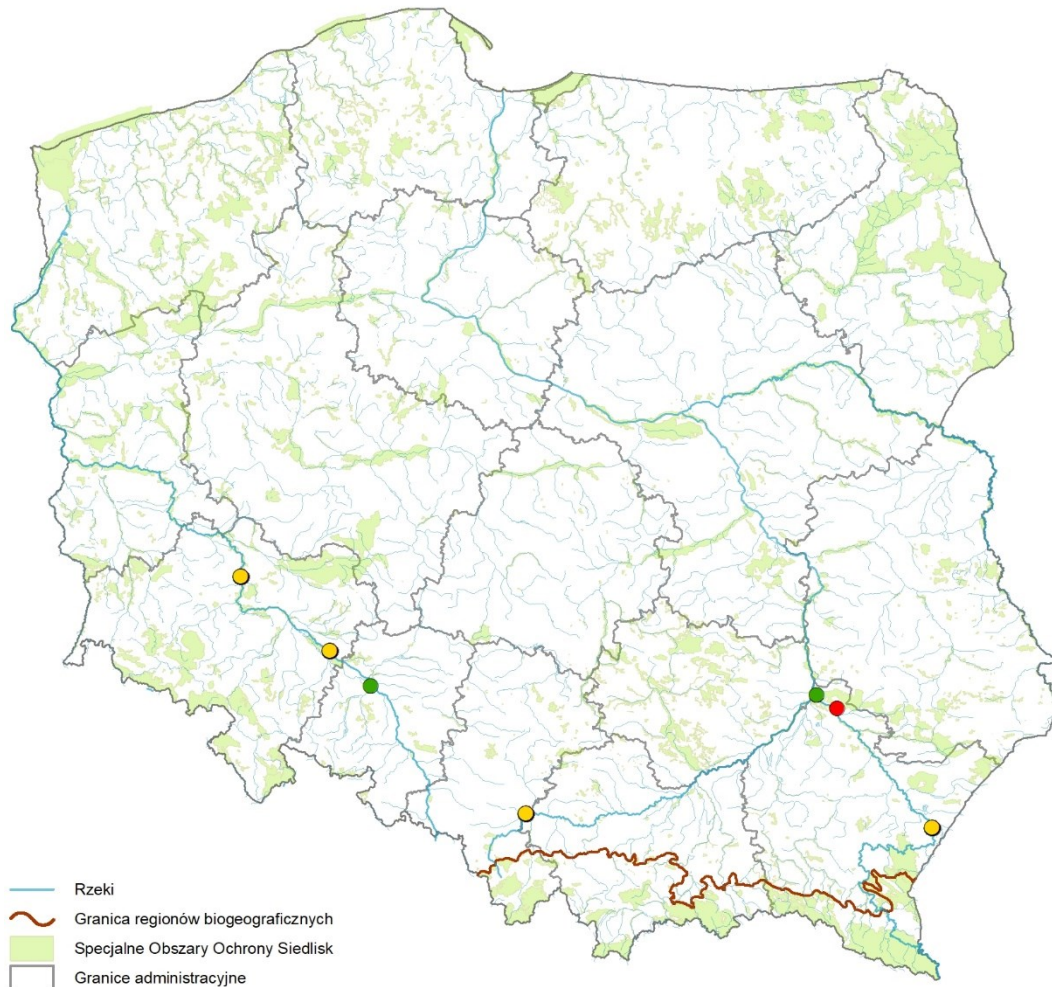 Rzeki
Granica regionów biogeograficznych
Specjalne Obszary Ochrony Siedlisk
Granice administracyjne